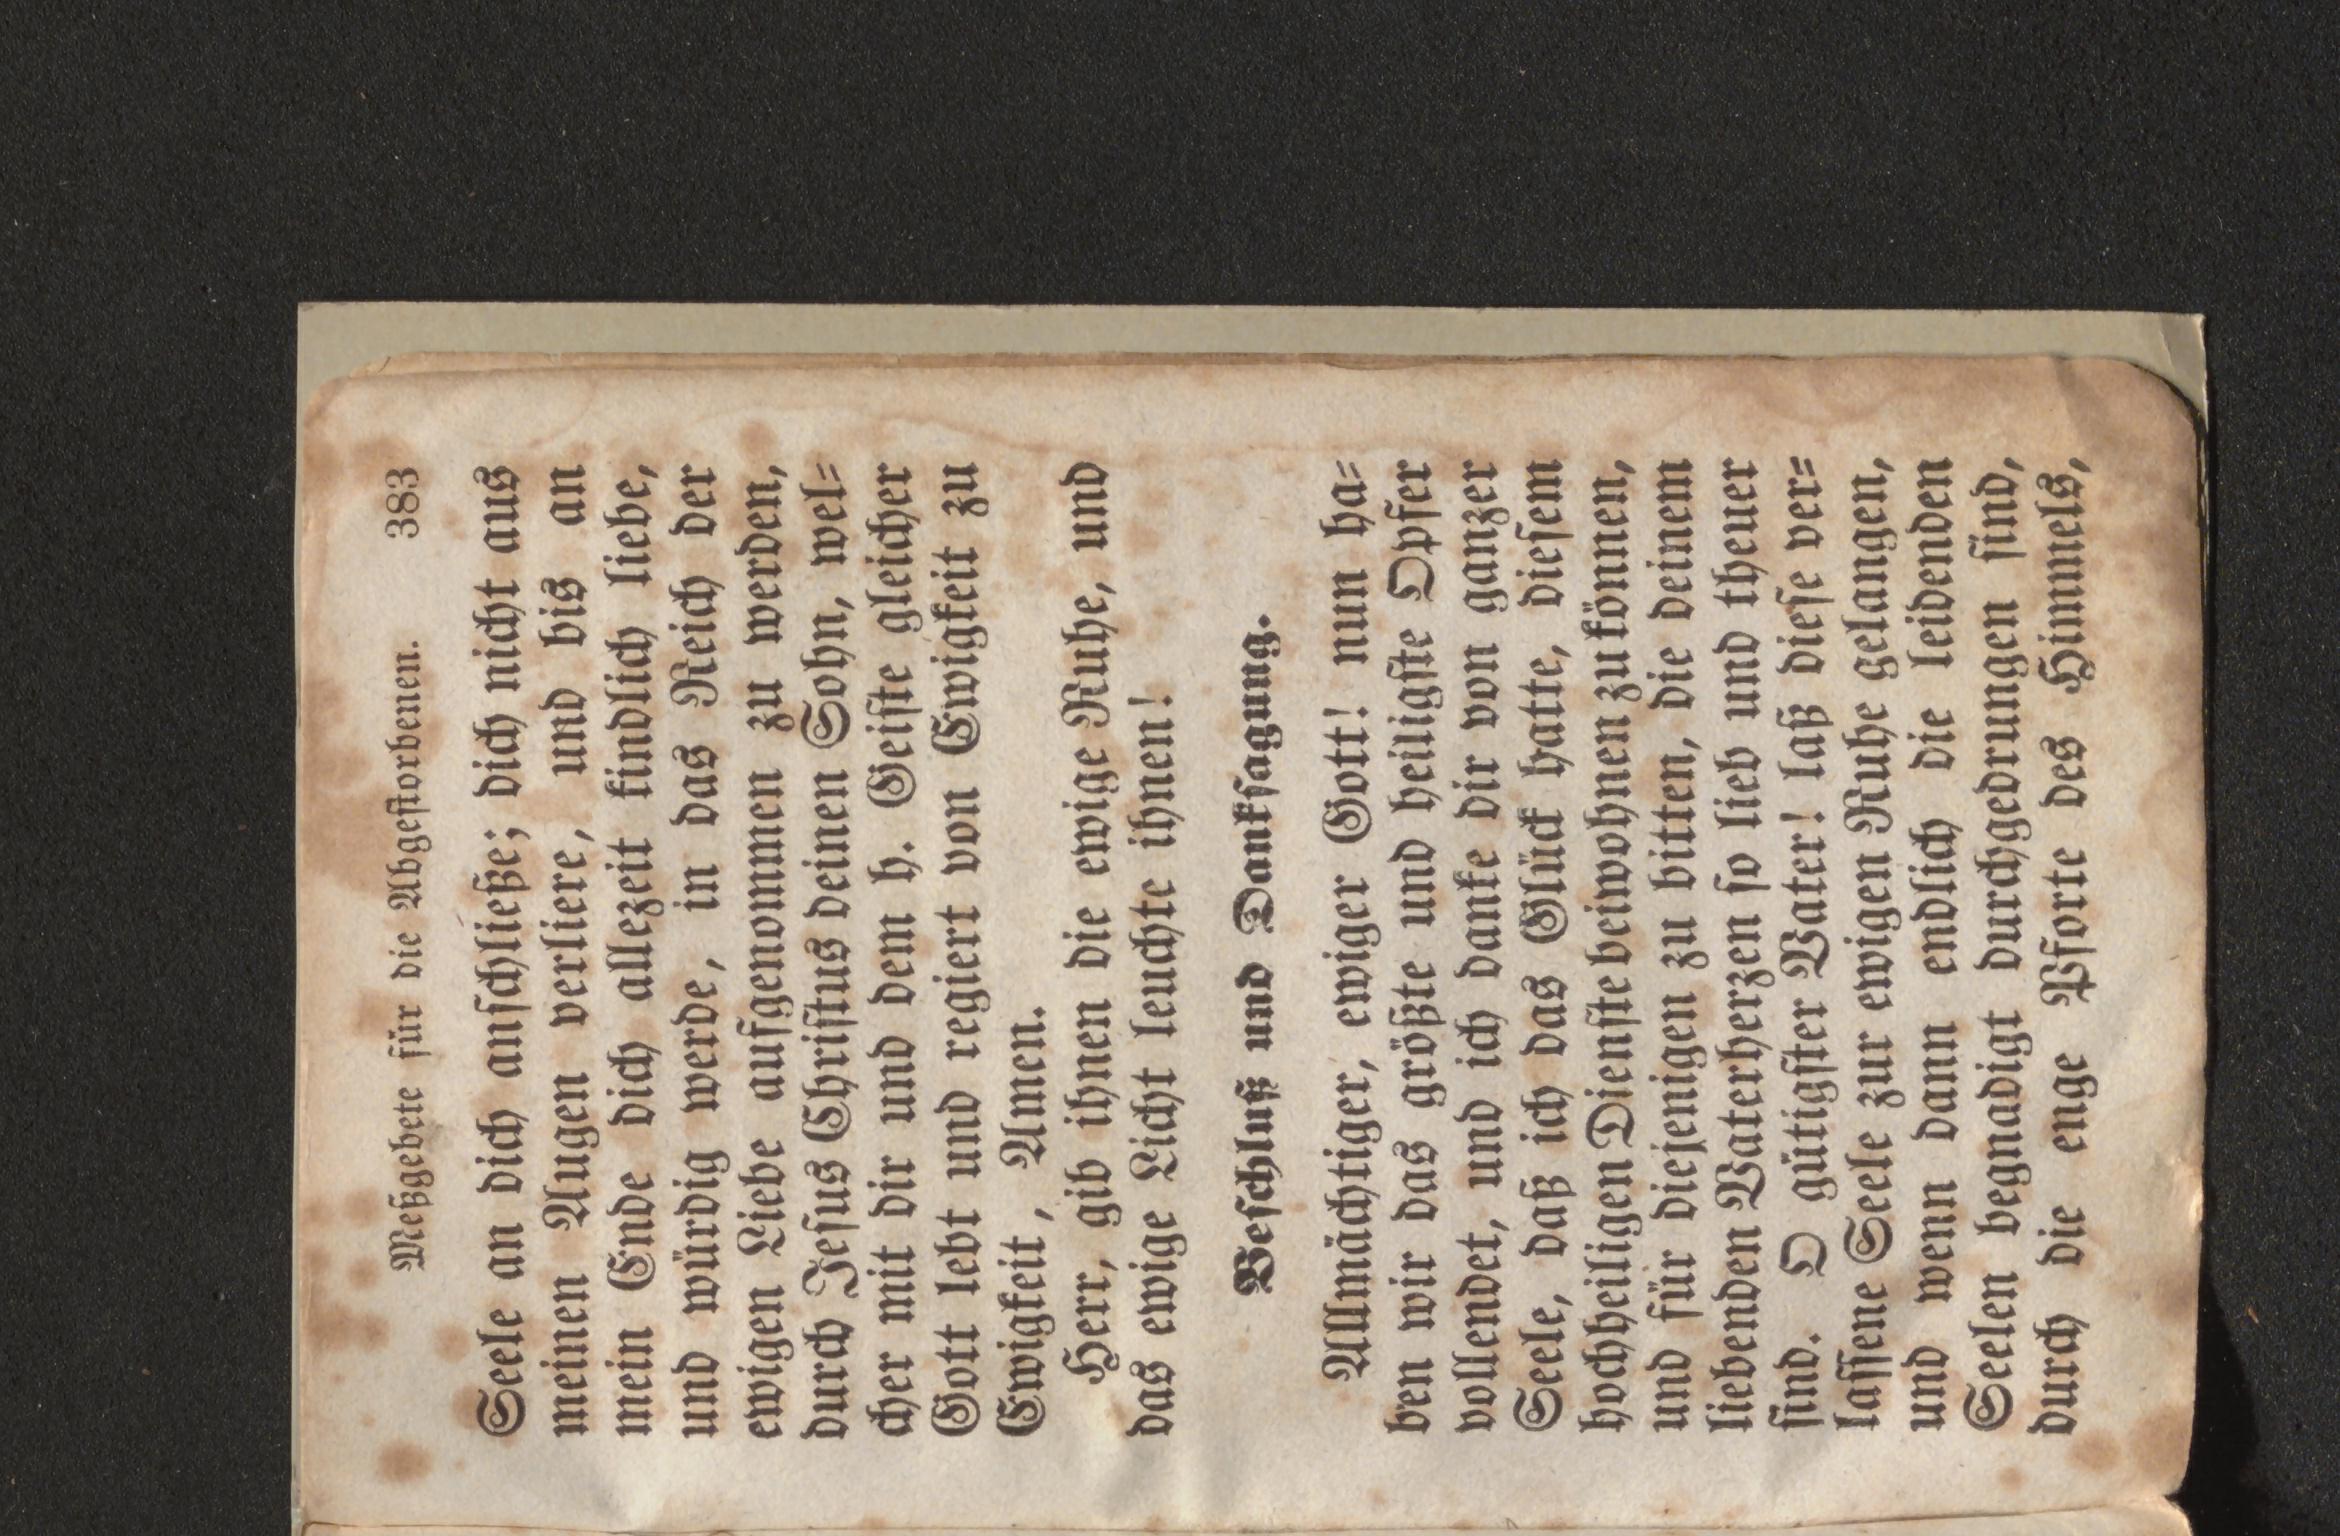 Meßgebete für die Abgestorbenen. 383
Seele an dich anschließe; dich nicht aus
meinen Augen verliere, und bis an
mein Ende dich allezeit kindlich liebe,
und würdig werde, in das Reich der
ewigen Liebe aufgenommen zu werden,
durch Jesus Christus deinen Sohn, wel=
cher mit dir und dem h. Geiste gleicher
Gott lebt und regiert von Ewigkeit zu
Ewigkeit, Amen.
Herr, gib ihnen die ewige Ruhe, und
das ewige Licht leuchte ihnen!
Beschluß und Danksagung.
Allmächtiger, ewiger Gott! nun ha=
ben wir das größte und heiligste Opfer
vollendet, und ich danke dir von ganzer
Seele, daß ich das Glück hatte, diesem
hochheiligen Dienste beiwohnen zu können,
und für diejenigen zu bitten, die deinem
liebenden Vaterherzen so lieb und theuer
sind. O gütigster Vater! laß diese ver=
lassene Seele zur ewigen Ruhe gelangen,
und wenn dann endlich die leidenden
Seelen begnadigt durchgedrungen sind,
durch die enge Pforte des Himmels,